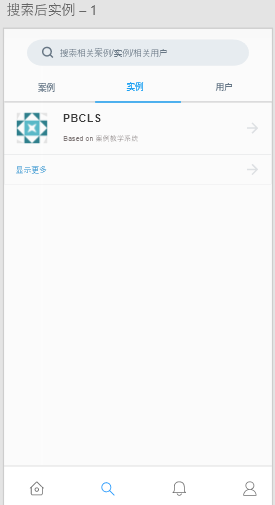 搜索后实例 – 1
搜索相关案例/实例/相关用户
案例 实例 用户
PBCLS
Based on 案例教学系统
显示更多